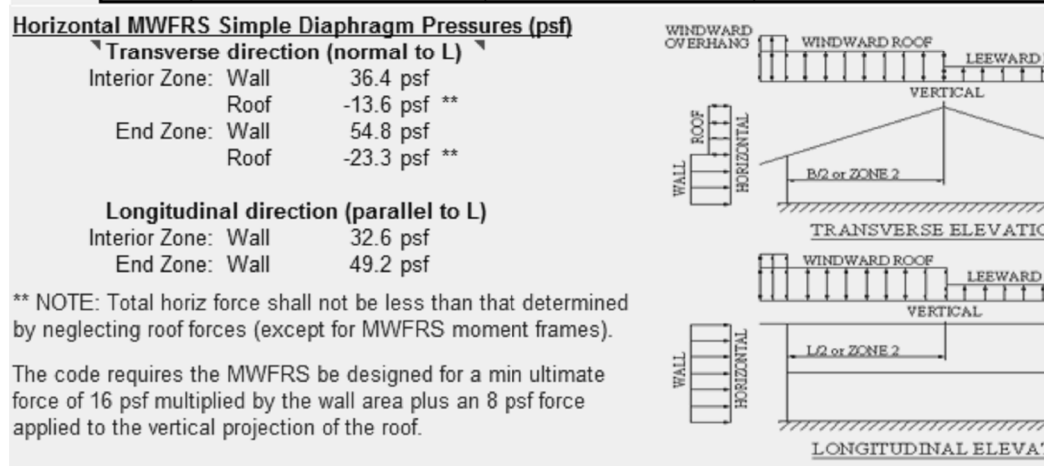 Horizontal MWFRS Simple Diaphragm Pressures (psf)
Transverse direction (normal to L)
Interior Zone: Wall 36.4 psf
Roof -13.6 psf **
End Zone: Wall 54.8 psf
Roof -23.3 psf **
Longitudinal direction (parallel to L)
Interior Zone: Wall 32.6 psf
End Zone: Wall 49.2 psf
** NOTE: Total horiz force shall not be less than that determined
by neglecting roof forces (except for MWFRS moment frames).
The code requires the MWFRS be designed for a min ultimate
force of 16 psf multiplied by the wall area plus an 8 psf force
applied to the vertical projection of the roof.
WINDWARD
OVERHANG
WINDWARD ROOF
LEEWARD
VERTICAL
ROOF
WALL
HORIZONTAL
B/2 or ZONE 2
TRANSVERSE ELEVATIO
WINDWARD ROOF
LEEWARD
VERTICAL
WALL
HORIZONTAL
L/2 or ZONE 2
LONGITUDINAL ELEVA